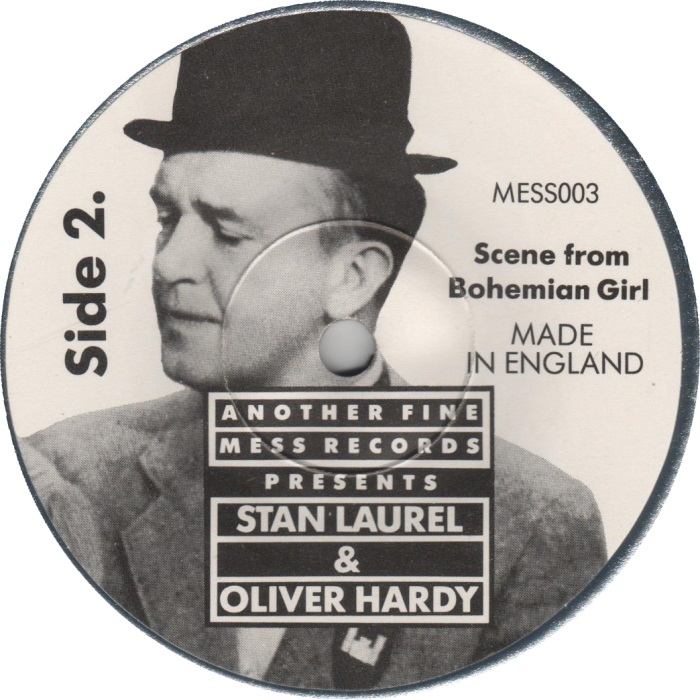 Side 2.
MESS003
Scene from
Bohemian Girl
MADE
IN ENGLAND
ANOTHER FINE
MESS RECORDS
PRESENTS
STAN LAUREL
&
OLIVER HARDY
E